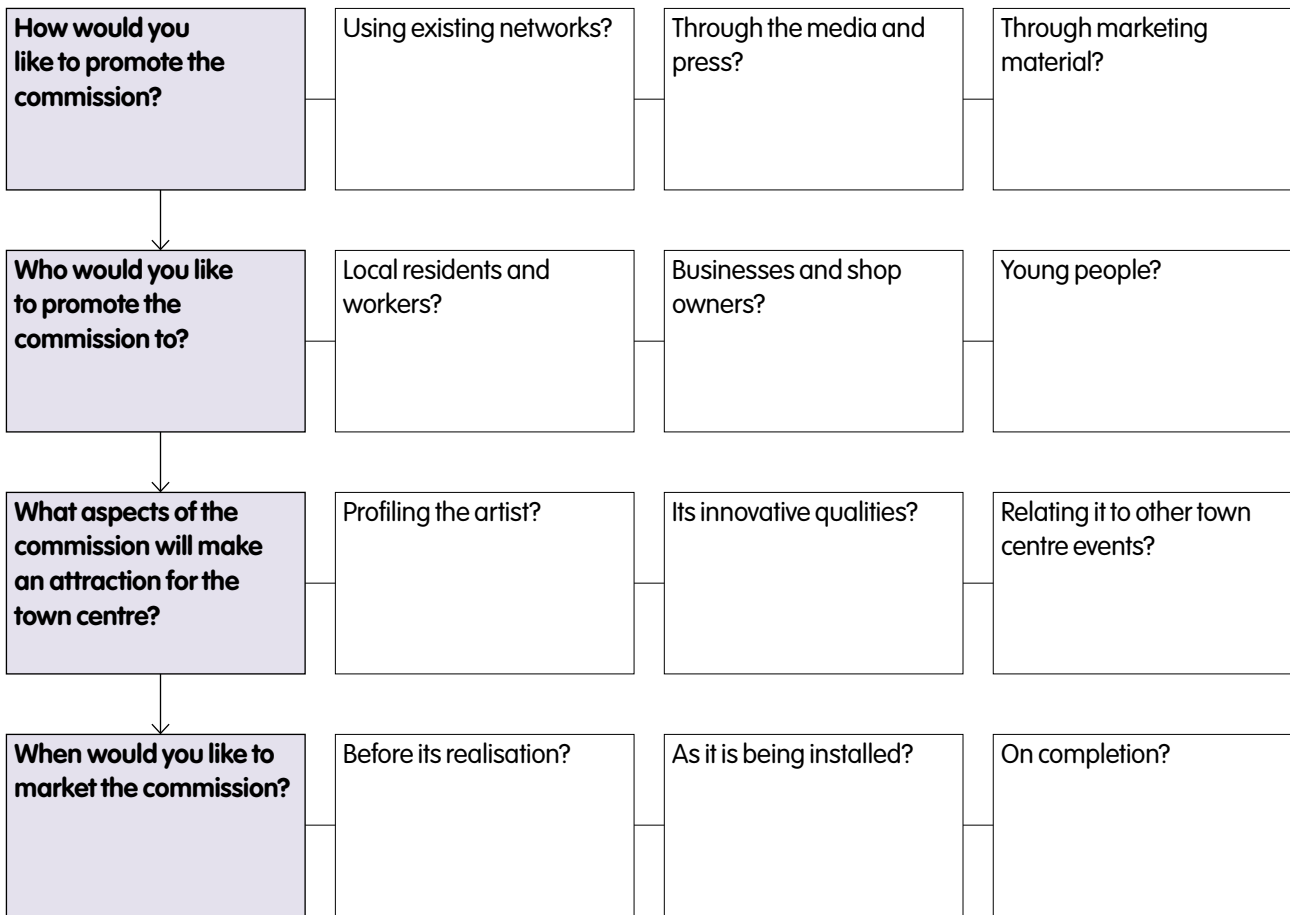 How would you
like to promote the
commission?
Using existing networks?
Through the media and
press?
Through marketing
material?
Who would you like
to promote the
commission to?
Local residents and
workers?
Businesses and shop
owners?
Young people?
What aspects of the
commission will make
an attraction for the
town centre?
Profiling the artist?
Its innovative qualities?
Relating it to other town
centre events?
When would you like to
market the commission?
Before its realisation?
As it is being installed?
On completion?